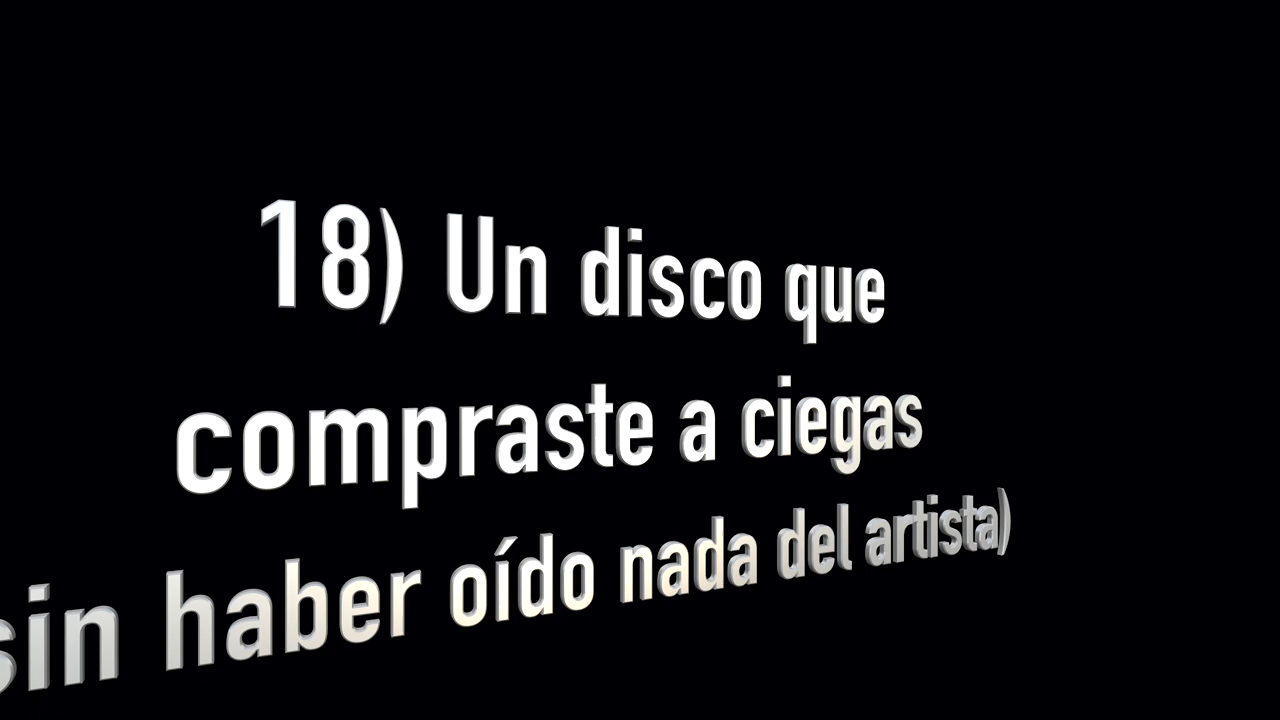 18) Un disco que
compraste a ciegas
sin haber oído nada del artista)